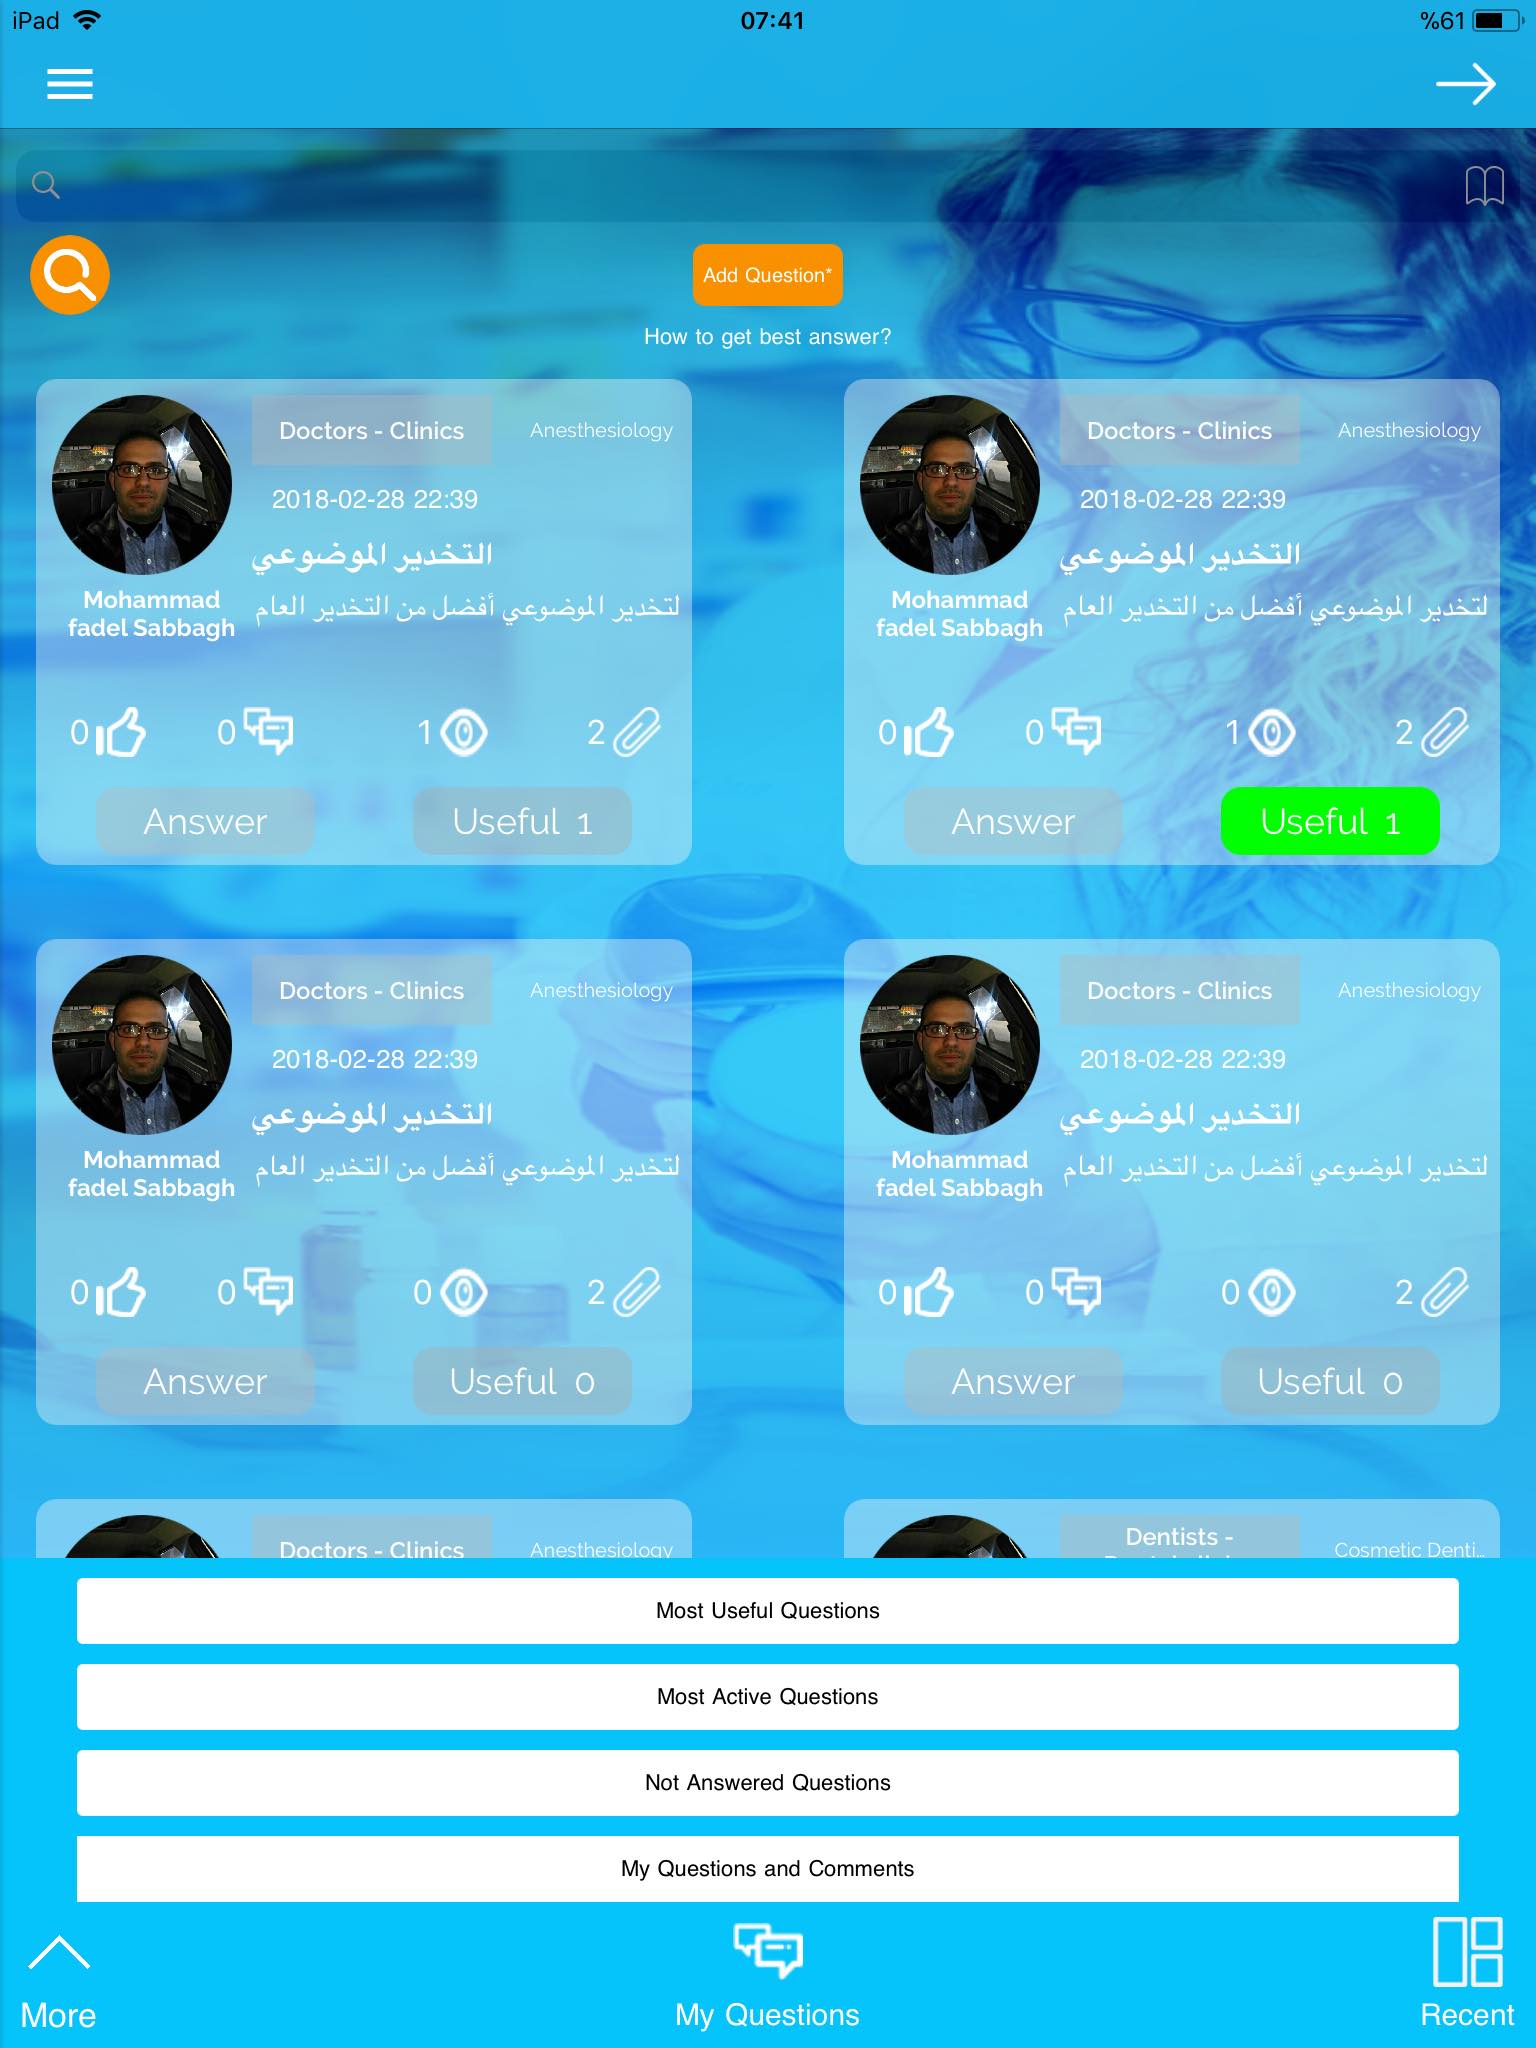 iPad
07:41
%61
Add Question*
How to get best answer?
Doctors - Clinics
Anesthesiology
2018-02-28 22:39
التخدير الموضوعي
Mohammad
fadel Sabbagh
لتخدير الموضوعي أفضل من التخدير العام
0
0
1
2
Answer
Useful 1
Doctors - Clinics
Anesthesiology
2018-02-28 22:39
التخدير الموضوعي
Mohammad
fadel Sabbagh
لتخدير الموضوعي أفضل من التخدير العام
0
0
1
2
Answer
Useful 1
Doctors - Clinics
Anesthesiology
2018-02-28 22:39
التخدير الموضوعي
Mohammad
fadel Sabbagh
لتخدير الموضوعي أفضل من التخدير العام
0
0
0
2
Answer
Useful 0
Doctors - Clinics
Anesthesiology
2018-02-28 22:39
التخدير الموضوعي
Mohammad
fadel Sabbagh
لتخدير الموضوعي أفضل من التخدير العام
0
0
0
2
Answer
Useful 0
Doctors - Clinics
Anesthesiology
Dentists -
Cosmetic Denti...
Most Useful Questions
Most Active Questions
Not Answered Questions
My Questions and Comments
More
My Questions
Recent